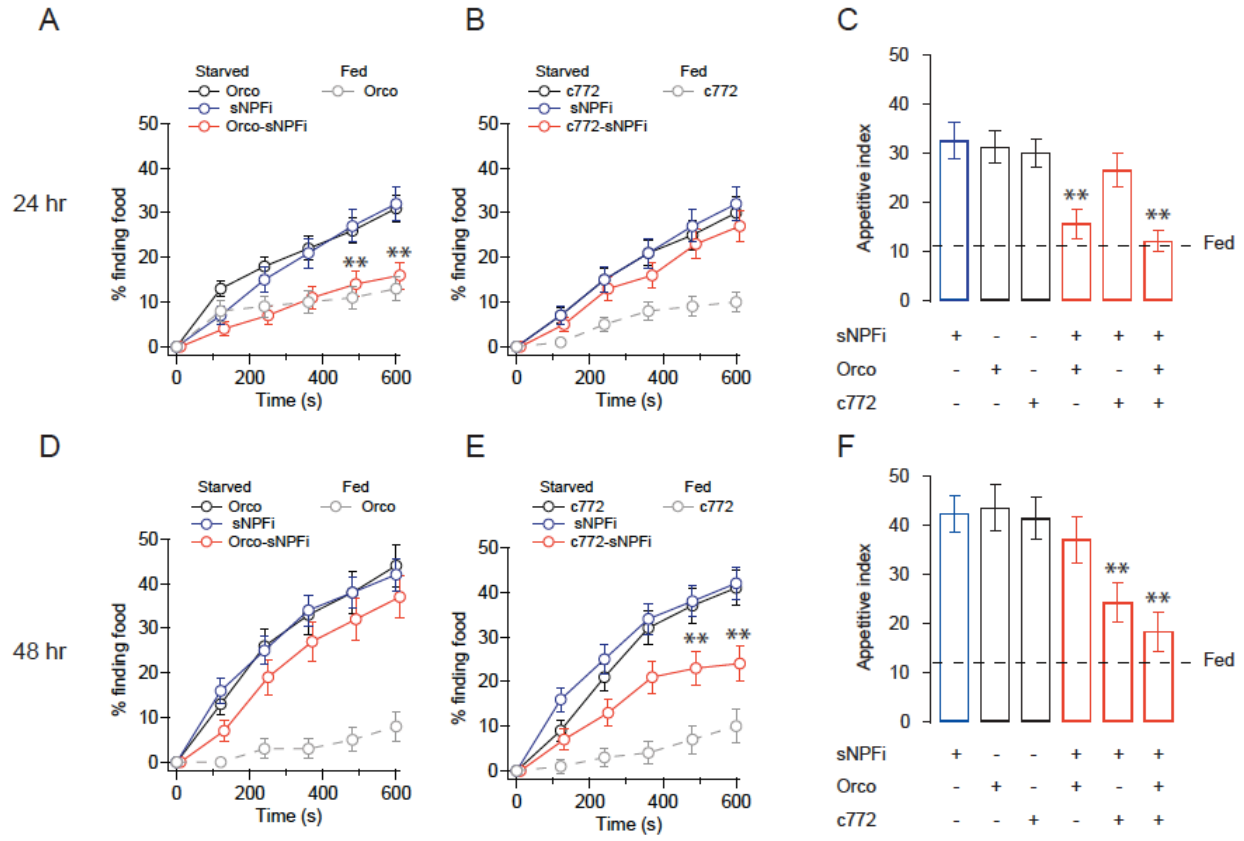 A
Starved Fed
Orco Orco
sNPFi
Orco-sNPFi
50
40
30
20
10
0
% finding food
** **
0 200 400 600
Time (s)
24 hr
B
Starved Fed
c772 c772
sNPFi
c772-sNPFi
50
40
30
20
10
0
% finding food
0 200 400 600
Time (s)
C
50
40
30
20
10
0
Appetitive index
** **
Fed
sNPFi + - - + + +
Orco - + - + - +
c772 - - + - + +
D
Starved Fed
Orco Orco
sNPFi
Orco-sNPFi
50
40
30
20
10
0
% finding food
0 200 400 600
Time (s)
48 hr
E
Starved Fed
c772 c772
sNPFi
c772-sNPFi
50
40
30
20
10
0
% finding food
** **
0 200 400 600
Time (s)
F
50
40
30
20
10
0
Appetitive index
** **
Fed
sNPFi + - - + + +
Orco - + - + - +
c772 - - + - + +